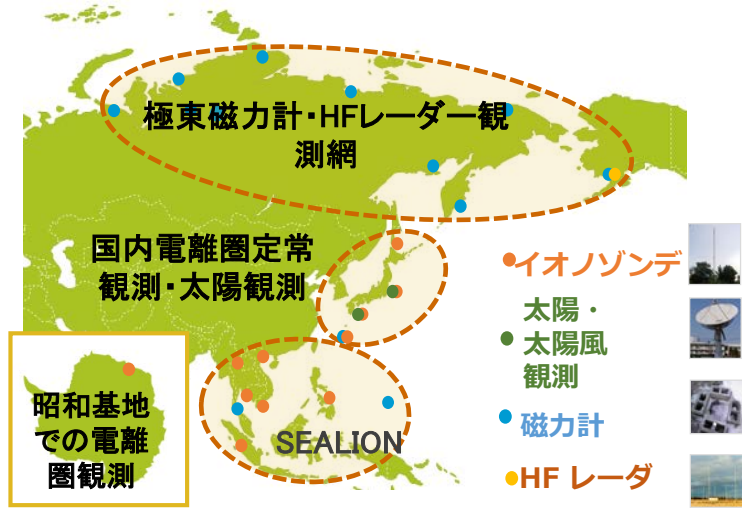 極東磁力計・HFレーダー観
測網
国内電離圏定常
観測・太陽観測
昭和基地
での電離
圏観測
SEALION
イオノゾンデ
太陽・
太陽風
観測
磁力計
HF レーダ